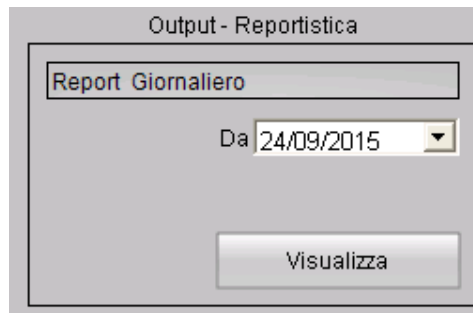 Output - Reportistica
Report Giornaliero
Da 24/09/2015
Visualizza